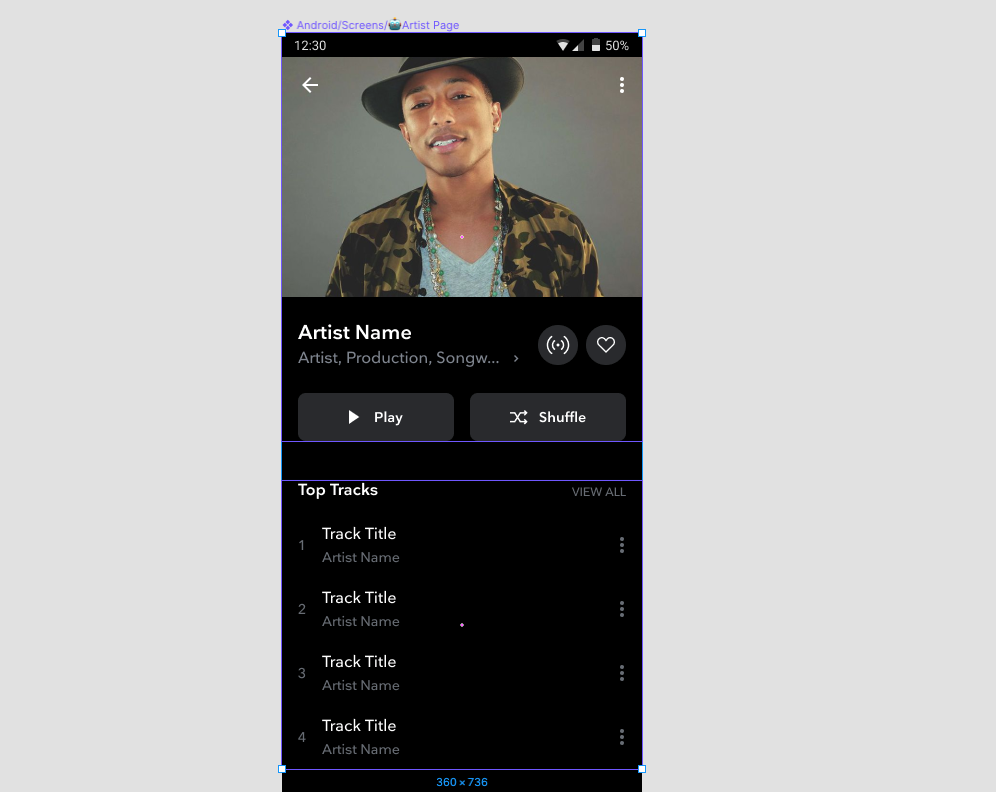 Android/Screens/🤖Artist Page
12:30 50%
Artist Name
Artist, Production, Songw...
Play Shuffle
Top Tracks VIEW ALL
1 Track Title
Artist Name
2 Track Title
Artist Name
3 Track Title
Artist Name
4 Track Title
Artist Name
360 × 736